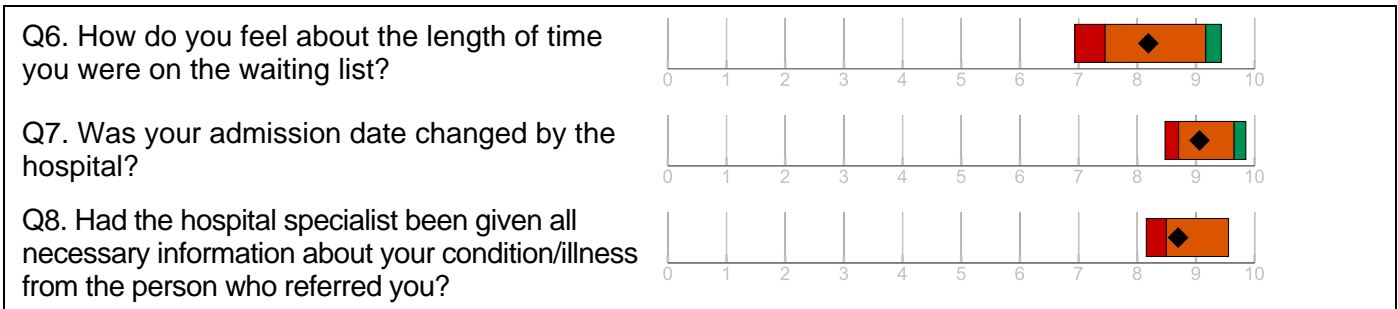 Q6. How do you feel about the length of time
you were on the waiting list?
0 1 2 3 4 5 6 7 8 9 10
Q7. Was your admission date changed by the
hospital?
0 1 2 3 4 5 6 7 8 9 10
Q8. Had the hospital specialist been given all
necessary information about your condition/illness
from the person who referred you?
0 1 2 3 4 5 6 7 8 9 10